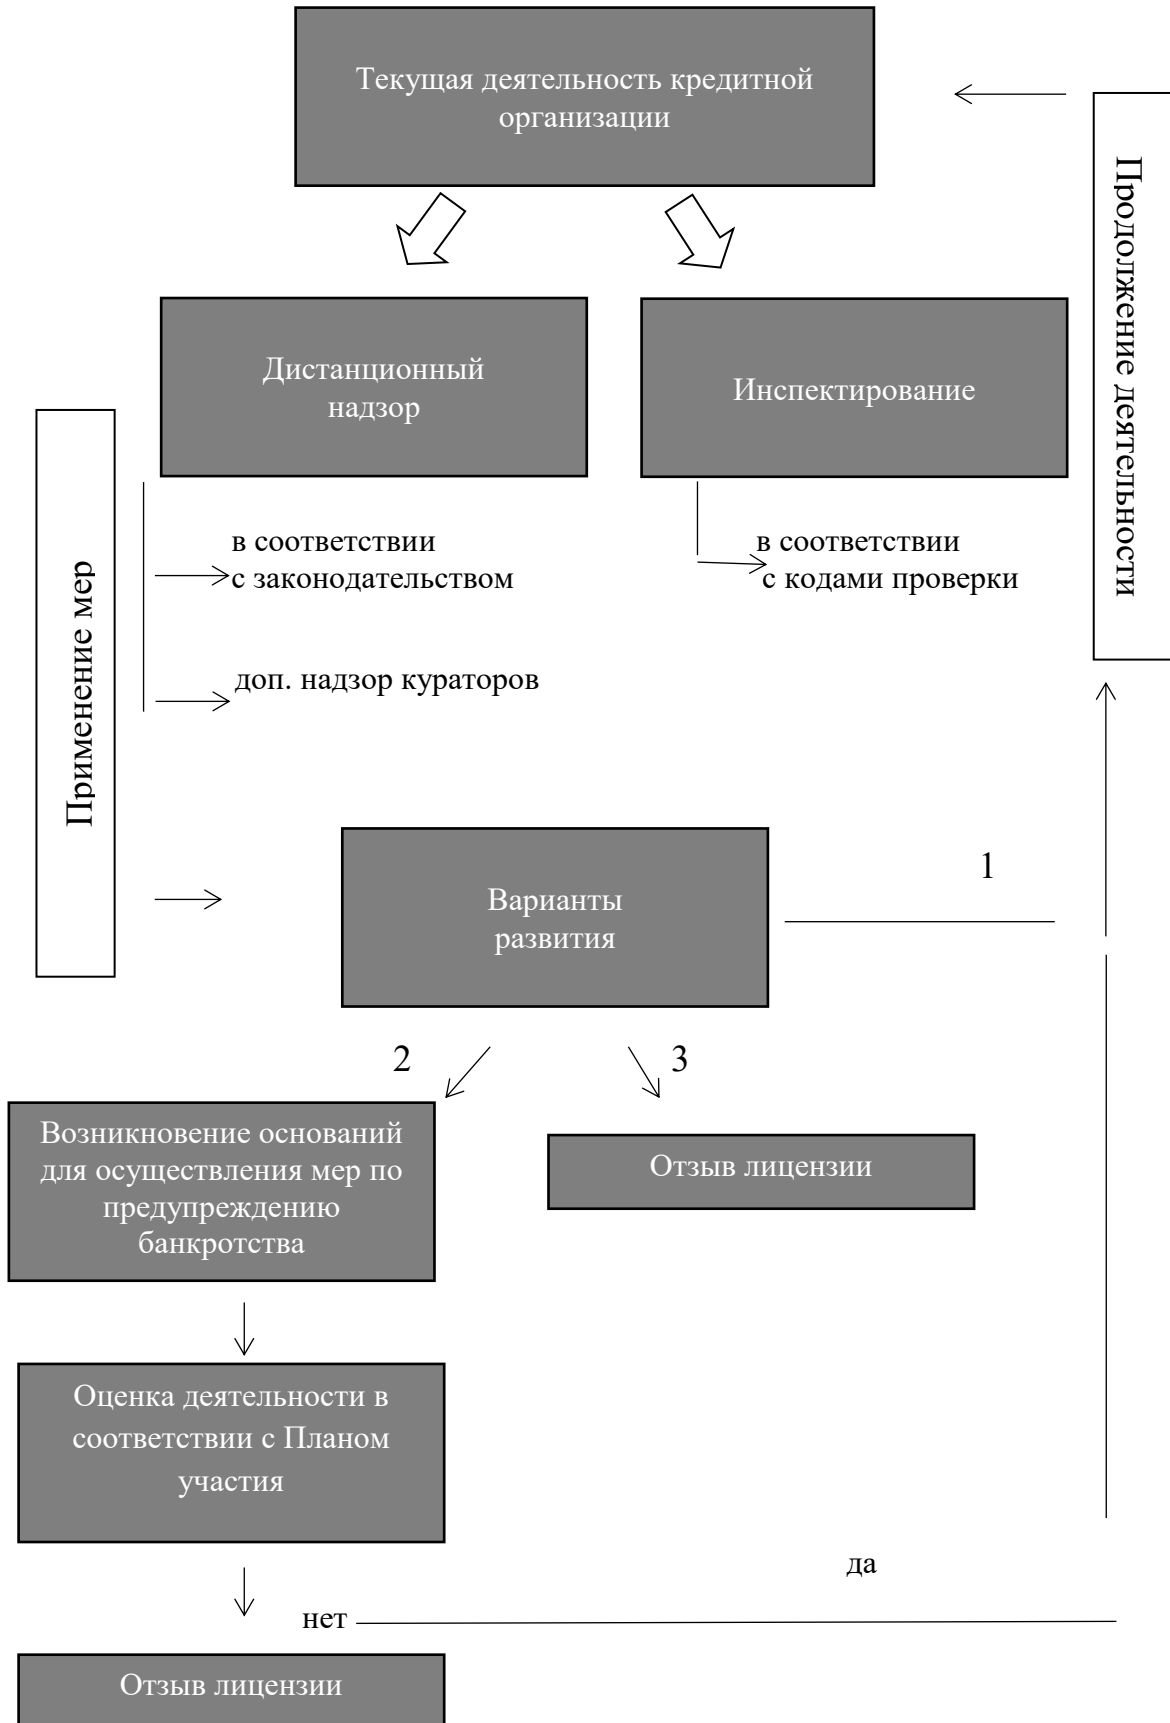 Текущая деятельность кредитной
организации
Продолжение деятельности
Дистанционный
надзор
Инспектирование
Применение мер
в соответствии
с законодательством
в соответствии
с кодами проверки
доп. надзор кураторов
Варианты
развития
1
2
3
Возникновение оснований
для осуществления мер по
предупреждению
банкротства
Отзыв лицензии
Оценка деятельности в
соответствии с Планом
участия
да
нет
Отзыв лицензии